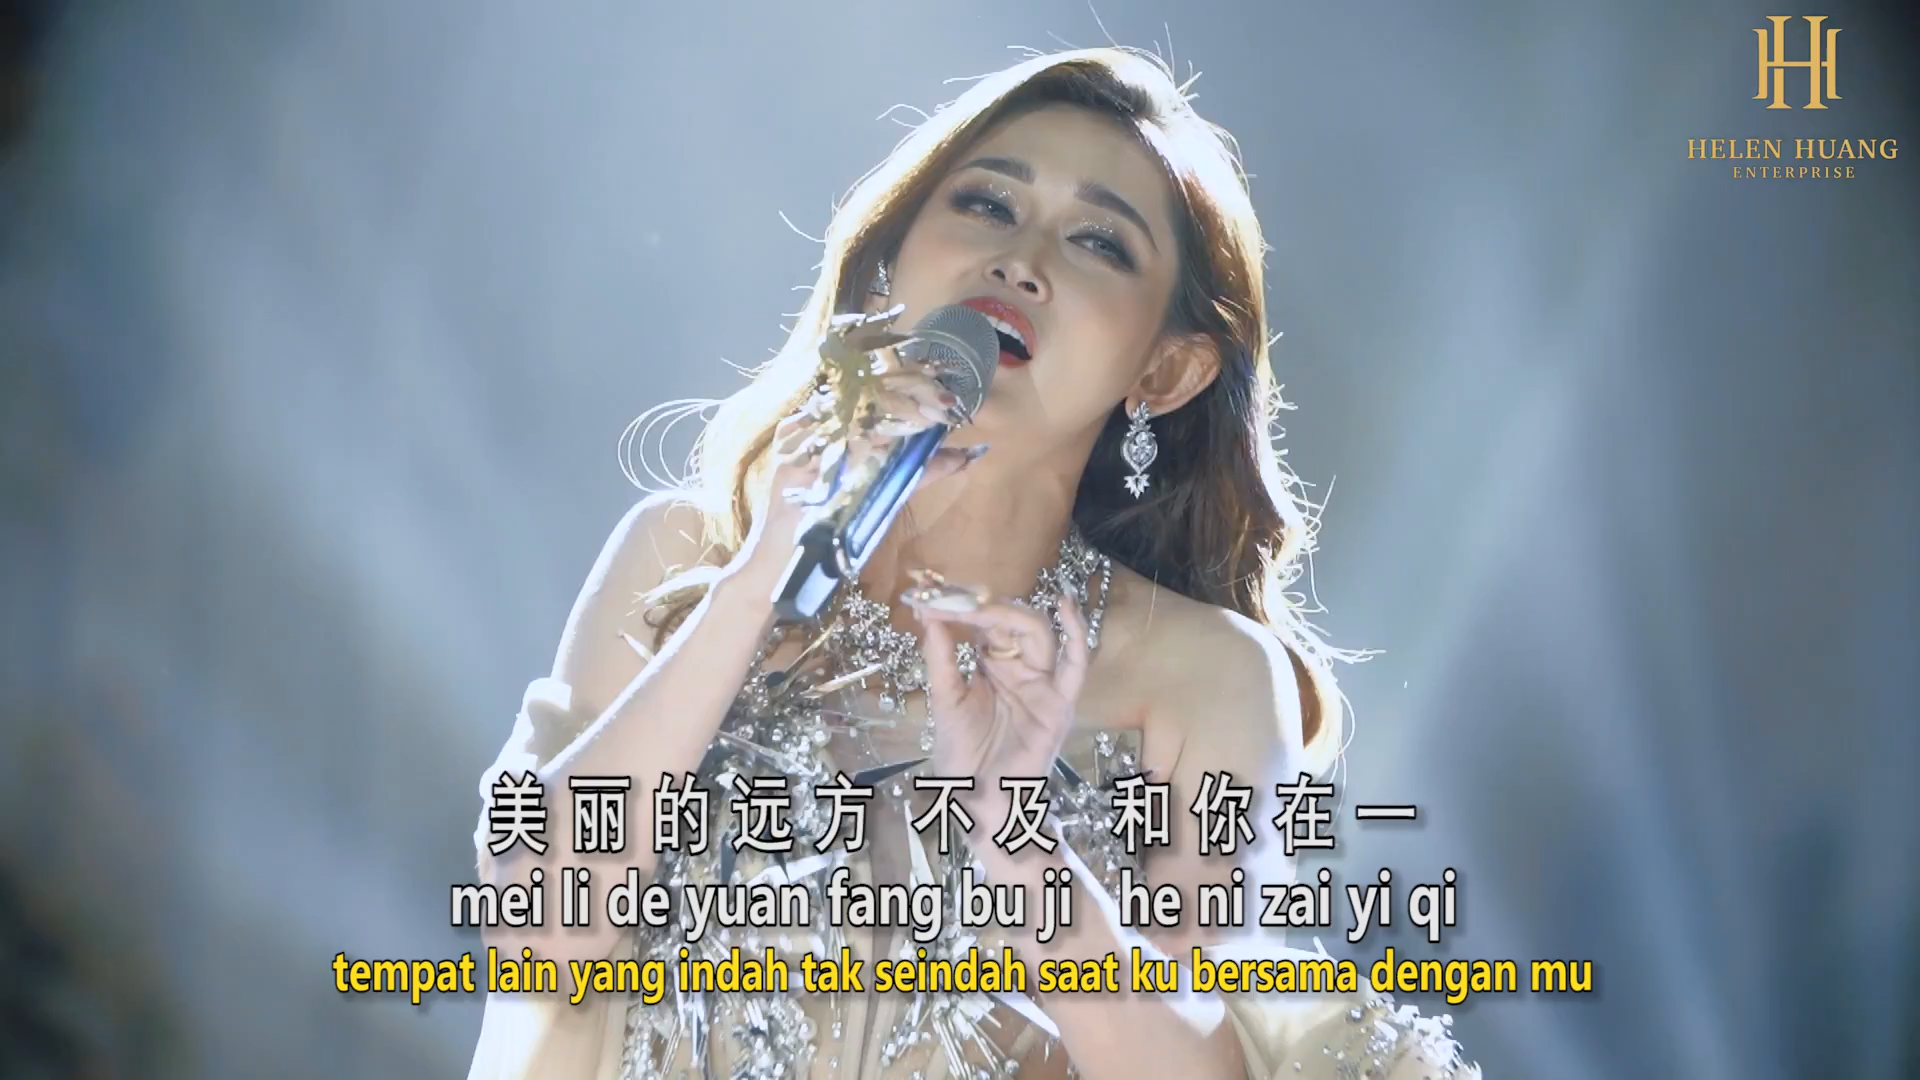 HELEN HUANG
ENTERPRISE
美丽的远方 不及 和你在一
mei li de yuan fang bu ji he ni zai yi qi
tempat lain yang indah tak seindah saat ku bersama dengan mu